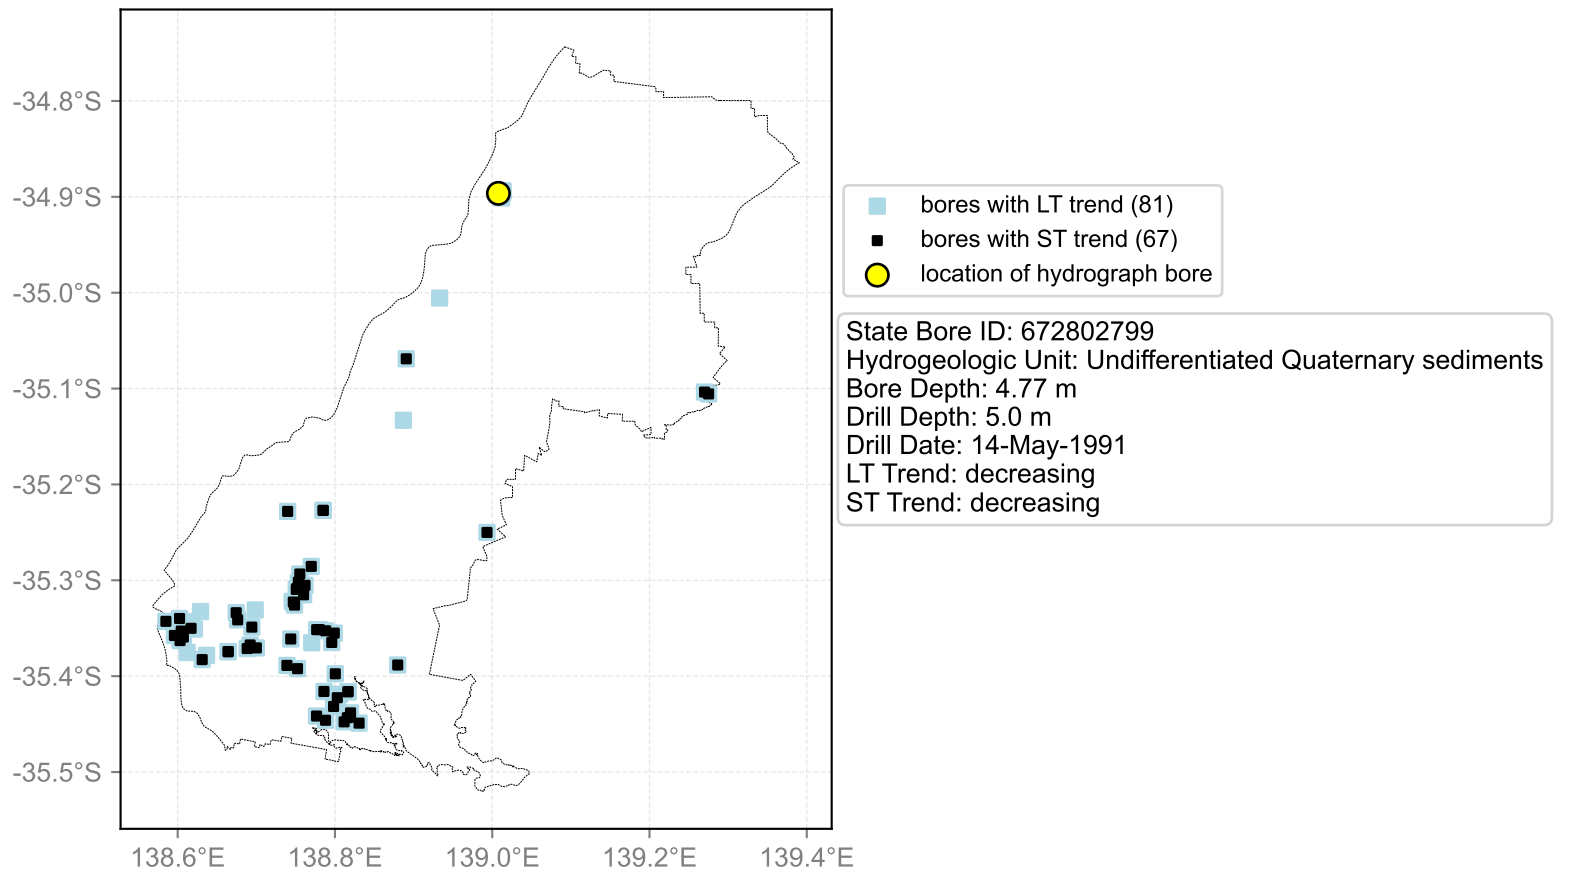 -34.8°S
-34.9°S
-35.0°S
-35.1°S
-35.2°S
-35.3°S
-35.4°S
-35.5°S
138.6°E
138.8°E
139.0°E
139.2°E
139.4°E
bores with LT trend (81)
bores with ST trend (67)
location of hydrograph bore
State Bore ID: 672802799
Hydrogeologic Unit: Undifferentiated Quaternary sediments
Bore Depth: 4.77 m
Drill Depth: 5.0 m
Drill Date: 14-May-1991
LT Trend: decreasing
ST Trend: decreasing